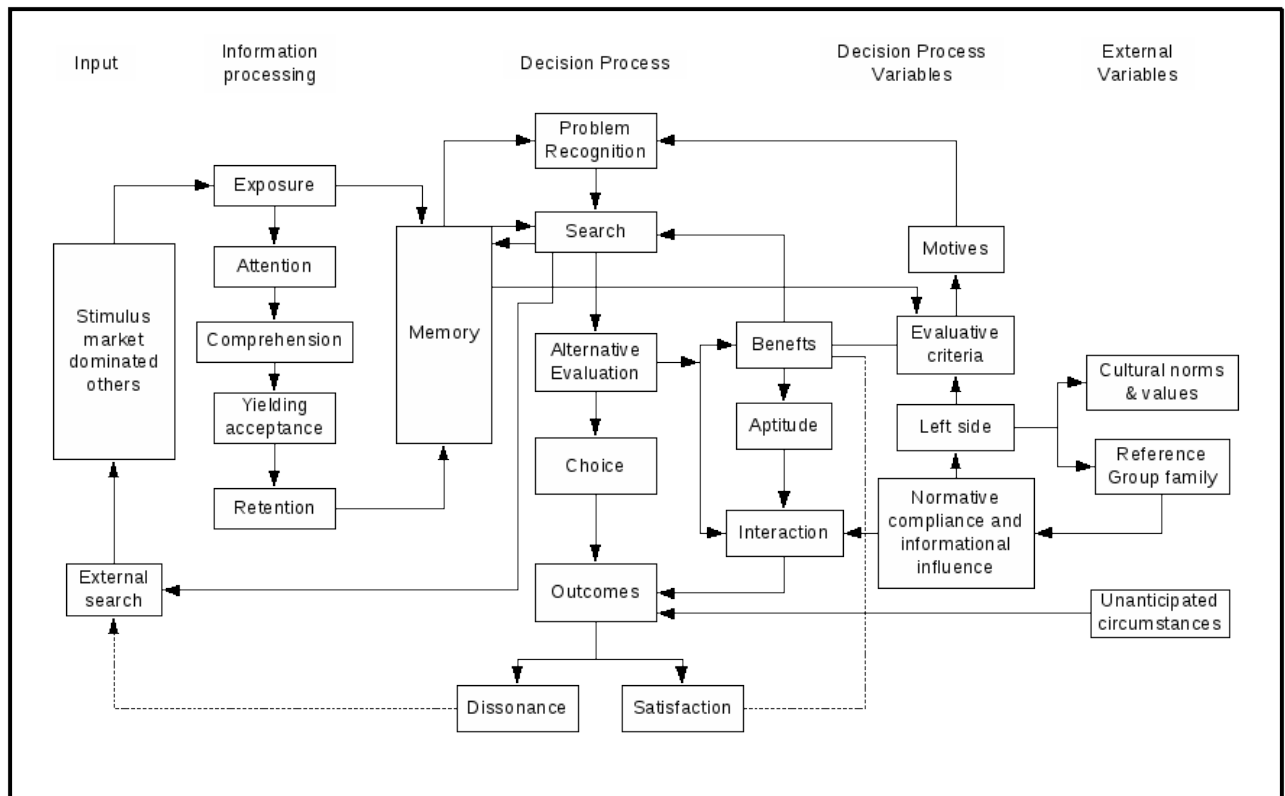 Input
Information
processing
Decision Process
Decision Process
Variables
External
Variables
Problem
Recognition
Exposure
Search
Attention
Motives
Stimulus
market
dominated
others
Memory
Comprehension
Alternative
Evaluation
Benefts
Evaluative
criteria
Cultural norms
& values
Yielding
acceptance
Aptitude
Left side
Choice
Reference
Group family
Retention
Interaction
Normative
compliance and
informational
influence
External
search
Outcomes
Unanticipated
circumstances
Dissonance
Satisfaction